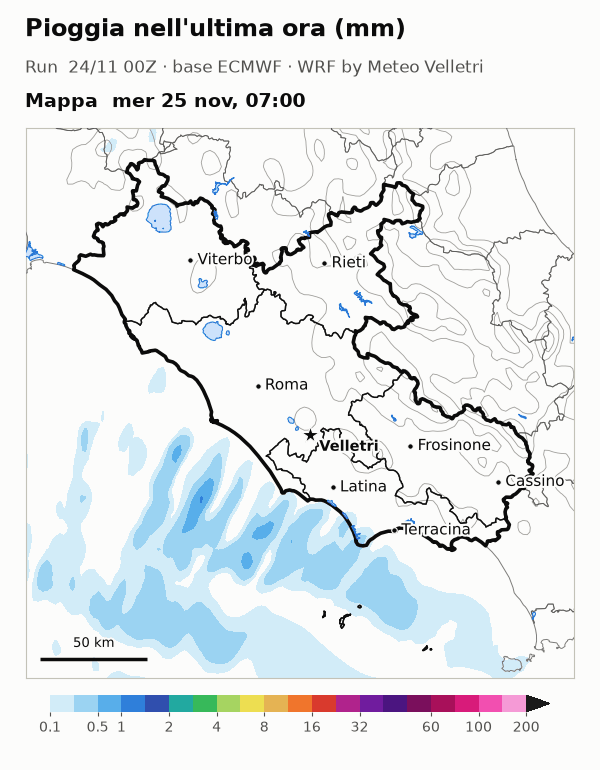 Pioggia nell'ultima ora (mm)
Run 24/11 00Z · base ECMWF · WRF by Meteo Velletri
Mappa mer 25 nov, 07:00
Viterbo
Rieti
Roma
Velletri
Frosinone
Latina
Cassino
Terracina
50 km
0.1 0.5 1 2 4 8 16 32 60 100 200